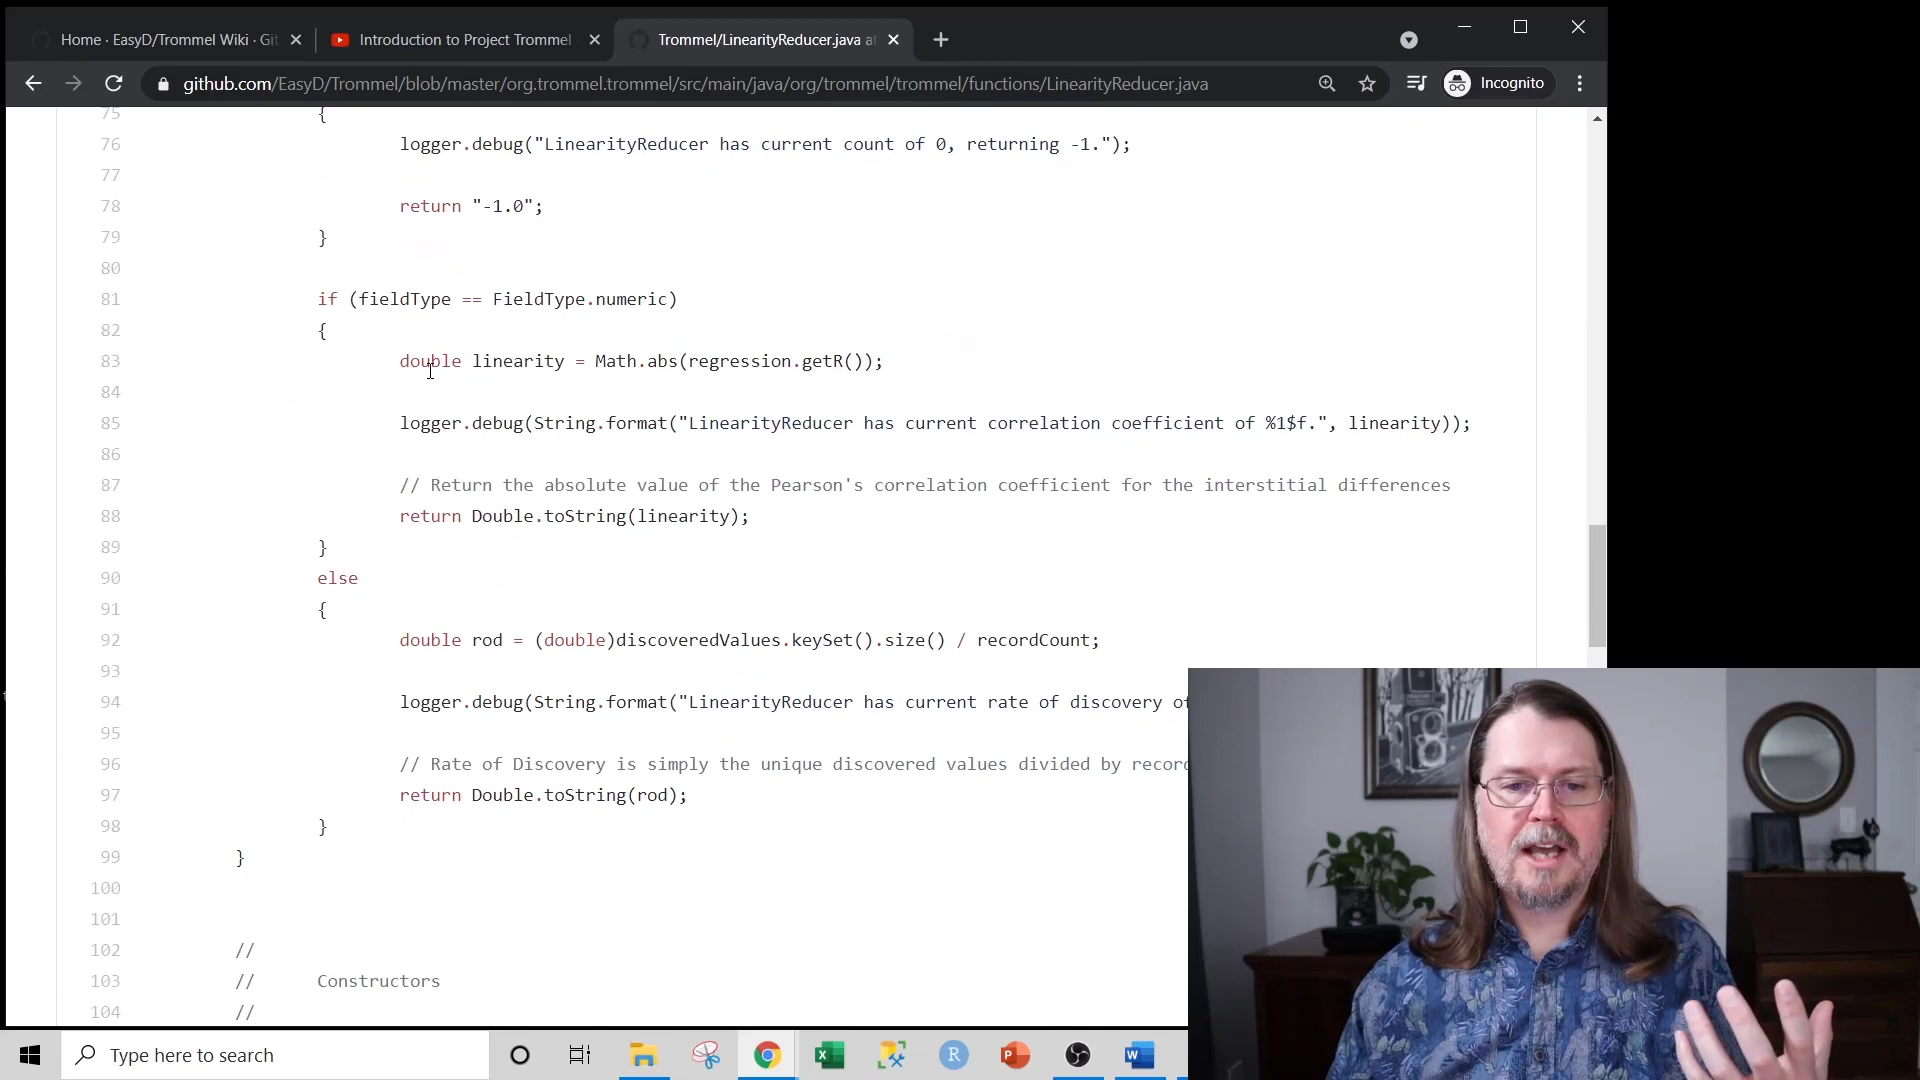 Home · EasyD/Trommel Wiki · Git
Introduction to Project Trommel
Trommel/LinearityReducer.java at
github.com/EasyD/Trommel/blob/master/org.trommel.trommel/src/main/java/org/trommel/trommel/functions/LinearityReducer.java
Incognito
75 {
76 logger.debug("LinearityReducer has current count of 0, returning -1.");
77
78 return "-1.0";
79 }
80
81 if (fieldType == FieldType.numeric)
82 {
83 double linearity = Math.abs(regression.getR());
84
85 logger.debug(String.format("LinearityReducer has current correlation coefficient of %1$f.", linearity));
86
87 // Return the absolute value of the Pearson's correlation coefficient for the interstitial differences
88 return Double.toString(linearity);
89 }
90 else
91 {
92 double rod = (double)discoveredValues.keySet().size() / recordCount;
93
94 logger.debug(String.format("LinearityReducer has current rate of discovery of
95
96 // Rate of Discovery is simply the unique discovered values divided by record
97 return Double.toString(rod);
98 }
99 }
100
101
102 //
103 // Constructors
104 //
Type here to search